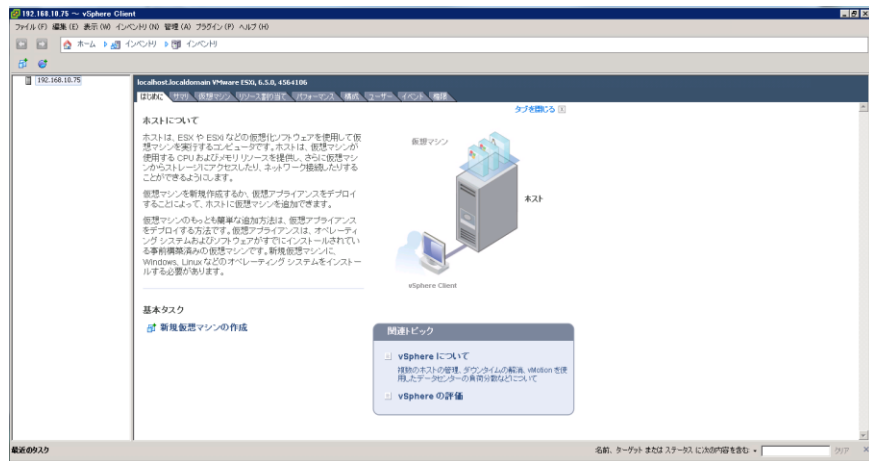 192.168.10.75 ～ vSphere Client
ファイル(F) 編集(E) 表示(W) インベントリ(N) 管理(A) プラグイン(P) ヘルプ(H)
ホーム インベントリ インベントリ
192.168.10.75
localhost.localdomain VMware ESXi, 6.5.0, 4564106
はじめに サマリ 仮想マシン リソース割り当て パフォーマンス 構成 ユーザー イベント 権限
タブを閉じる
ホストについて
ホストは、ESX や ESXi などの仮想化ソフトウェアを使用して仮
想マシンを実行するコンピュータです。ホストは、仮想マシンが
使用する CPU およびメモリ リソースを提供し、さらに仮想マシ
ンからストレージにアクセスしたり、ネットワーク接続したりする
ことができるようにします。
仮想マシンを新規作成するか、仮想アプライアンスをデプロイ
することによって、ホストに仮想マシンを追加できます。
仮想マシンのもっとも簡単な追加方法は、仮想アプライアンス
をデプロイする方法です。仮想アプライアンスは、オペレーティ
ング システムおよびソフトウェアがすでにインストールされてい
る事前構築済みの仮想マシンです。新規仮想マシンに、
Windows、Linux などのオペレーティング システムをインストー
ルする必要があります。
仮想マシン
ホスト
vSphere Client
基本タスク
新規仮想マシンの作成
関連トピック
vSphere について
複数のホストの管理、ダウンタイムの解消、vMotion を使
用したデータセンターの負荷分散などについて
vSphere の評価
最近のタスク
名前、ターゲット または ステータス に次の内容を含む
クリア